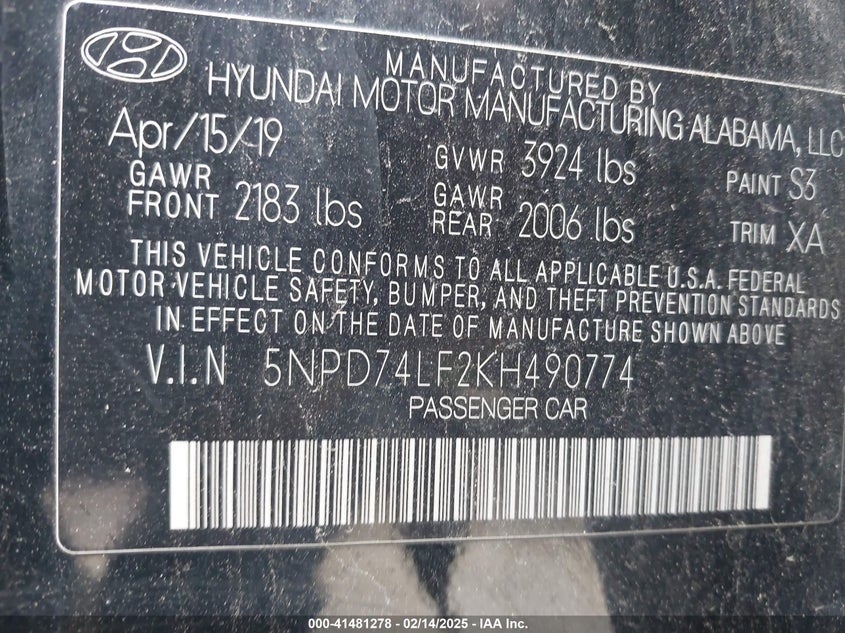 MANUFACTURED BY
HYUNDAI MOTOR MANUFACTURING ALABAMA, LLC
Apr/15/19 GVWR 3924 lbs PAINT S3
GAWR FRONT 2183 lbs GAWR REAR 2006 lbs TRIM XA
THIS VEHICLE CONFORMS TO ALL APPLICABLE U.S.A. FEDERAL
MOTOR VEHICLE SAFETY, BUMPER, AND THEFT PREVENTION STANDARDS
IN EFFECT ON THE DATE OF MANUFACTURE SHOWN ABOVE
V.I.N 5NPD74LF2KH490774
PASSENGER CAR
000-41481278 - 02/14/2025 - IAA Inc.